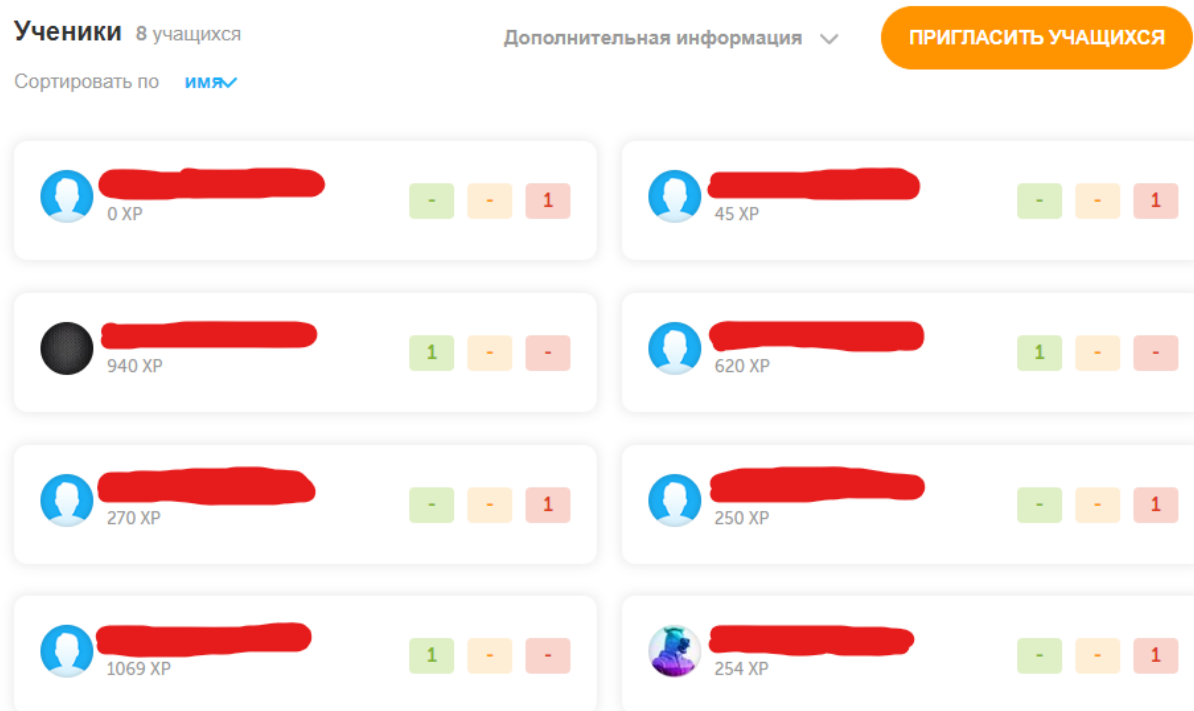 Ученики 8 учащихся
Дополнительная информация
ПРИГЛАСИТЬ УЧАЩИХСЯ
Сортировать по имя
0 XP - - 1
45 XP - - 1
940 XP 1 - -
620 XP 1 - -
270 XP - - 1
250 XP - - 1
1069 XP 1 - -
254 XP - - 1